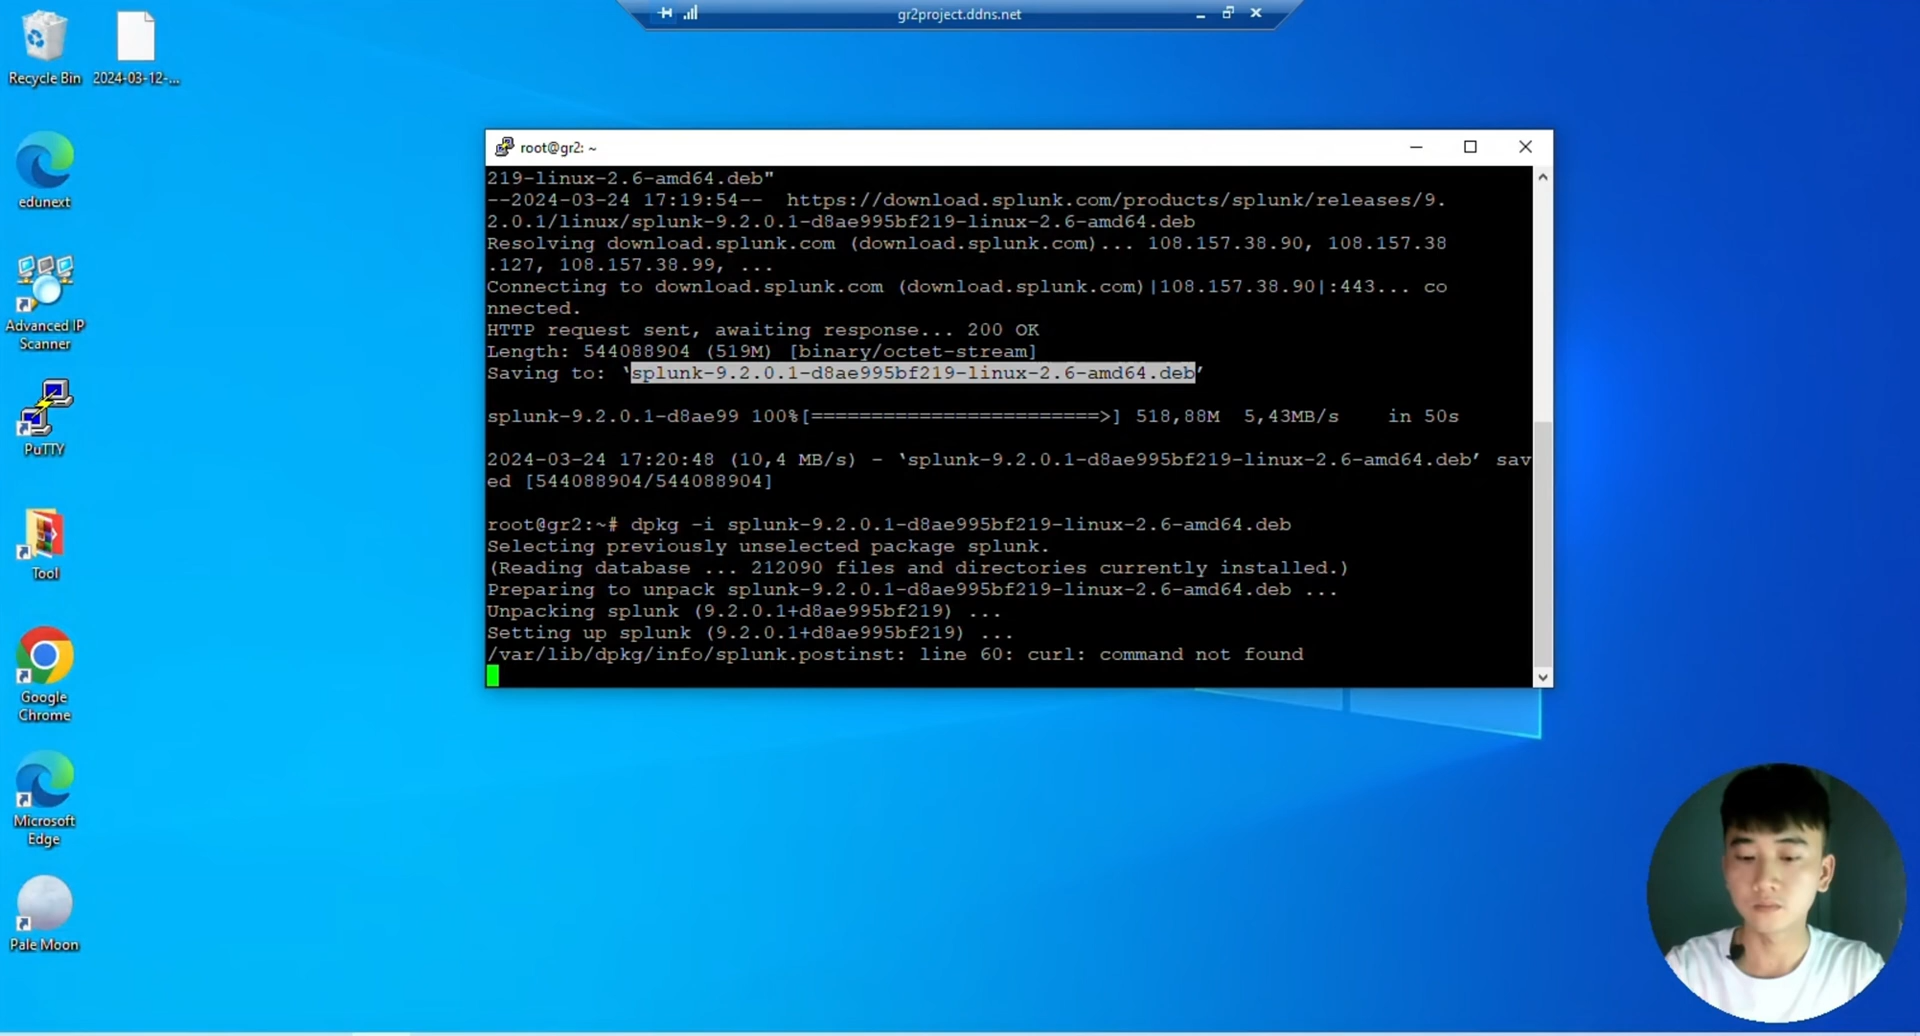 gr2project.ddns.net
Recycle Bin
2024-03-12-...
edunext
Advanced IP
Scanner
PuTTY
Tool
Google
Chrome
Microsoft
Edge
Pale Moon
root@gr2: ~
219-linux-2.6-amd64.deb"
--2024-03-24 17:19:54--  https://download.splunk.com/products/splunk/releases/9.
2.0.1/linux/splunk-9.2.0.1-d8ae995bf219-linux-2.6-amd64.deb
Resolving download.splunk.com (download.splunk.com)... 108.157.38.90, 108.157.38
.127, 108.157.38.99, ...
Connecting to download.splunk.com (download.splunk.com)|108.157.38.90|:443... co
nnected.
HTTP request sent, awaiting response... 200 OK
Length: 544088904 (519M) [binary/octet-stream]
Saving to: ‘splunk-9.2.0.1-d8ae995bf219-linux-2.6-amd64.deb’
splunk-9.2.0.1-d8ae99 100%[========================>] 518,88M  5,43MB/s    in 50s
2024-03-24 17:20:48 (10,4 MB/s) - ‘splunk-9.2.0.1-d8ae995bf219-linux-2.6-amd64.deb’ sav
ed [544088904/544088904]
root@gr2:~# dpkg -i splunk-9.2.0.1-d8ae995bf219-linux-2.6-amd64.deb
Selecting previously unselected package splunk.
(Reading database ... 212090 files and directories currently installed.)
Preparing to unpack splunk-9.2.0.1-d8ae995bf219-linux-2.6-amd64.deb ...
Unpacking splunk (9.2.0.1+d8ae995bf219) ...
Setting up splunk (9.2.0.1+d8ae995bf219) ...
/var/lib/dpkg/info/splunk.postinst: line 60: curl: command not found